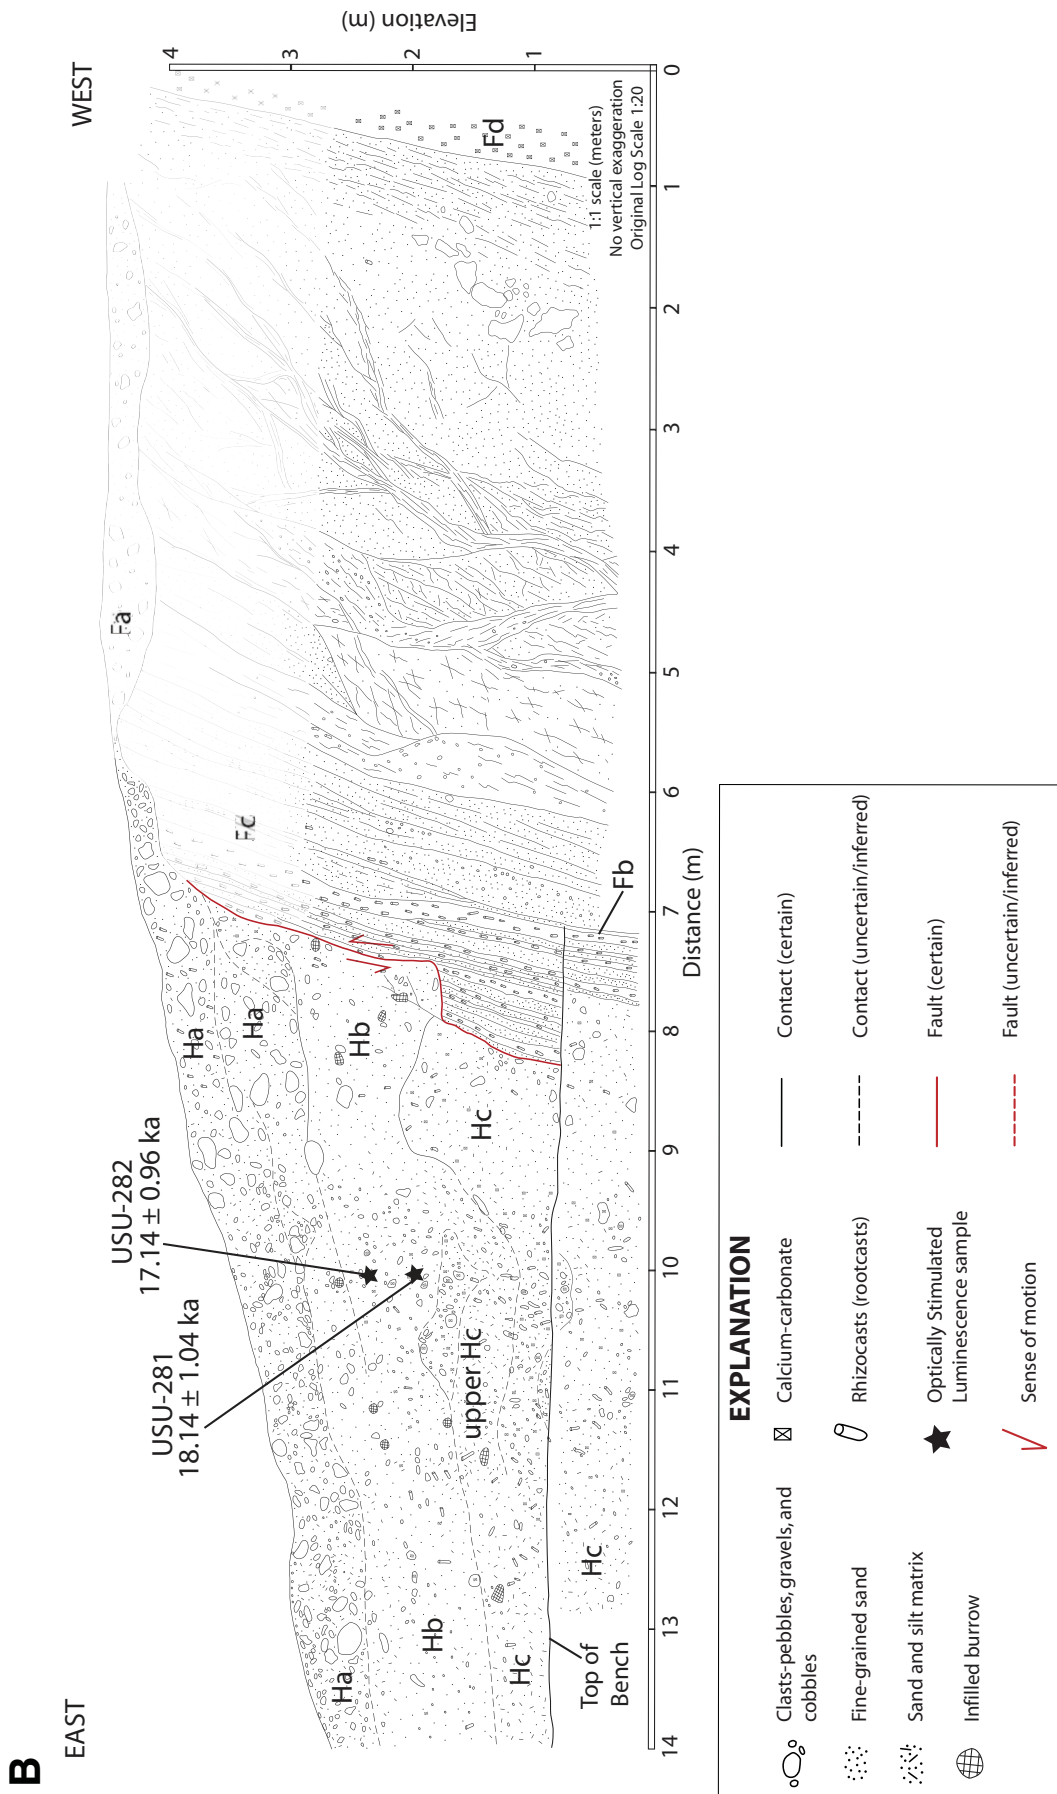 B
EAST
WEST
Elevation (m)
4
3
2
1
0
1
2
3
4
5
6
7
8
9
10
11
12
13
14
Distance (m)
1:1 scale (meters)
No vertical exaggeration
Original Log Scale 1:20
USU-281
18.14 ± 1.04 ka
USU-282
17.14 ± 0.96 ka
Fa
Fc
Fd
Fb
Ha
Ha
Ha
Hb
Hb
Hc
upper Hc
Hc
Hc
Top of
Bench
EXPLANATION
Clasts-pebbles, gravels, and
cobbles
Fine-grained sand
Sand and silt matrix
Infilled burrow
Calcium-carbonate
Rhizocasts (rootcasts)
Optically Stimulated
Luminescence sample
Sense of motion
Contact (certain)
Contact (uncertain/inferred)
Fault (certain)
Fault (uncertain/inferred)